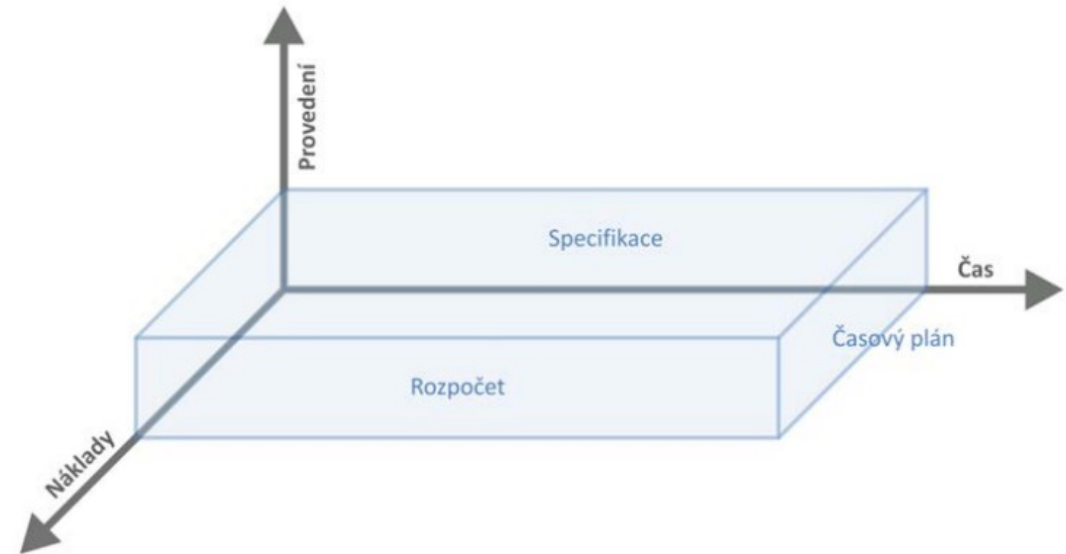 Provedení
Specifikace
Čas
Časový plán
Rozpočet
Náklady